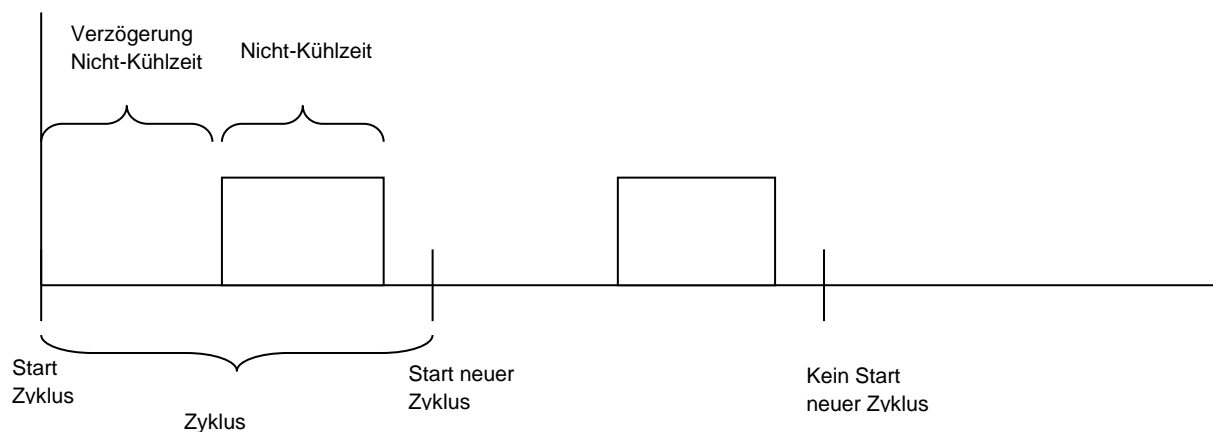 Verzögerung
Nicht-Kühlzeit
Nicht-Kühlzeit
Start
Zyklus
Zyklus
Start neuer
Zyklus
Kein Start
neuer Zyklus